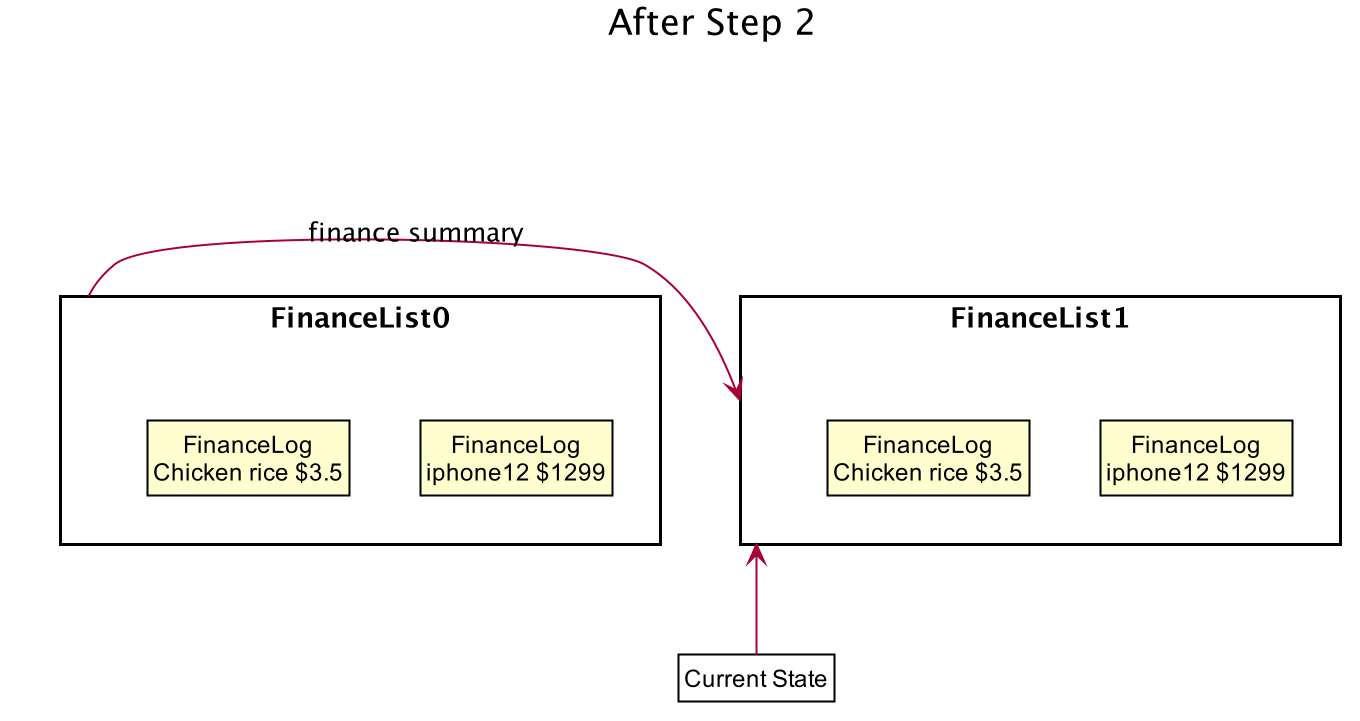 After Step 2
finance summary
FinanceList0
FinanceLog
Chicken rice $3.5
FinanceLog
iphone12 $1299
FinanceList1
FinanceLog
Chicken rice $3.5
FinanceLog
iphone12 $1299
Current State